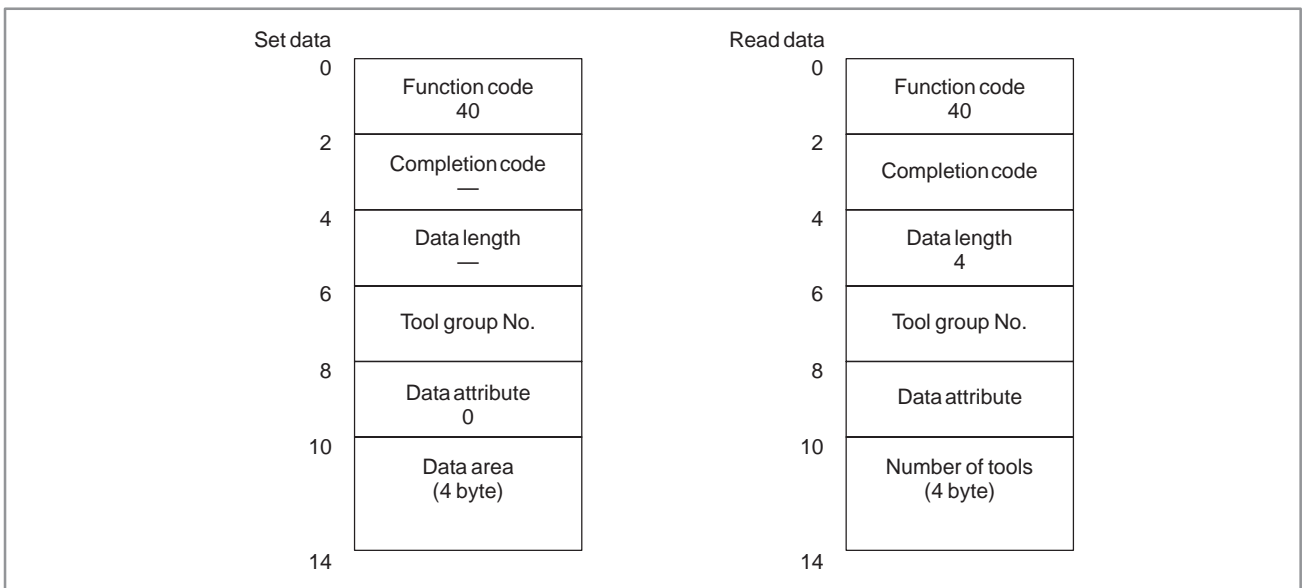 Set data
0
Function code
40
2
Completion code
—
4
Data length
—
6
Tool group No.
8
Data attribute
0
10
Data area
(4 byte)
14
Read data
0
Function code
40
2
Completion code
4
Data length
4
6
Tool group No.
8
Data attribute
10
Number of tools
(4 byte)
14